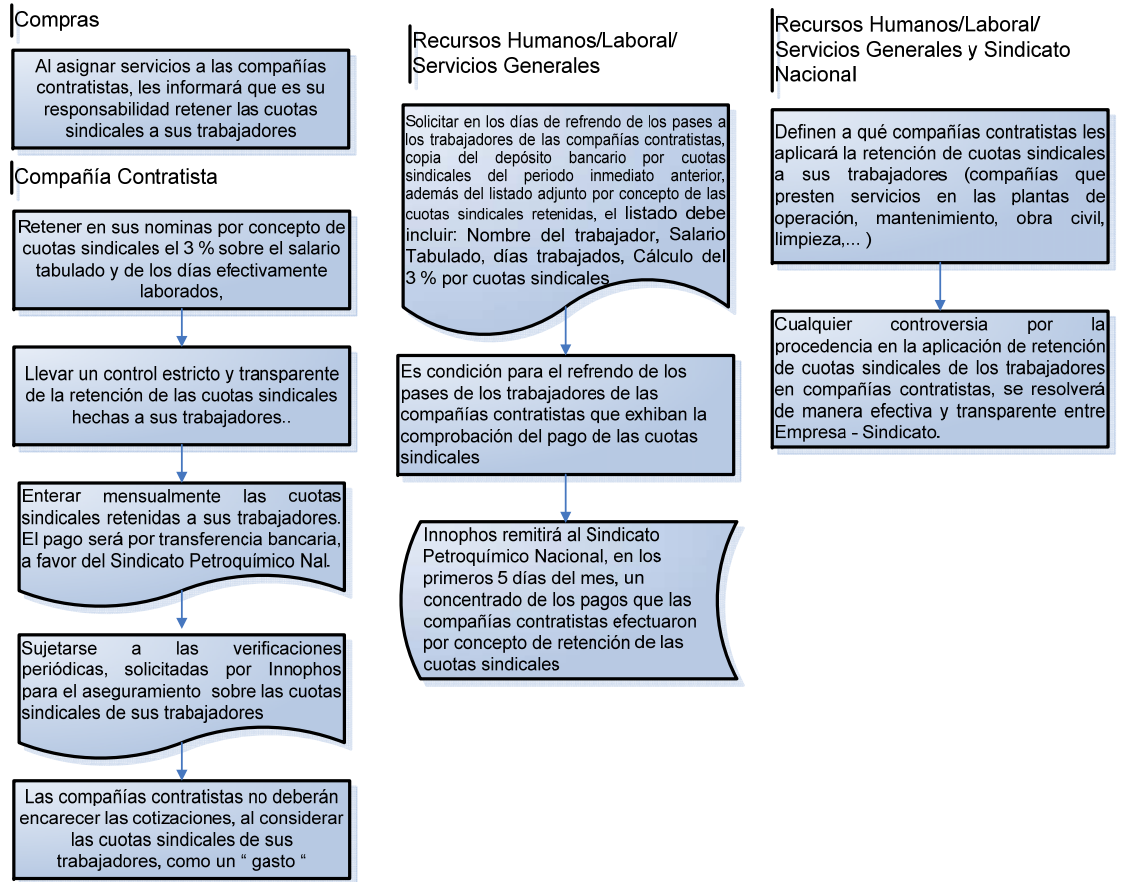 Compras
Al asignar servicios a las compañías
contratistas, les informará que es su
responsabilidad retener las cuotas
sindicales a sus trabajadores
Compañía Contratista
Retener en sus nominas por concepto de
cuotas sindicales el 3 % sobre el salario
tabulado y de los días efectivamente
laborados,
Llevar un control estricto y transparente
de la retención de las cuotas sindicales
hechas a sus trabajadores..
Enterar mensualmente las cuotas
sindicales retenidas a sus trabajadores.
El pago será por transferencia bancaria,
a favor del Sindicato Petroquímico Nal.
Sujetarse a las verificaciones
periódicas, solicitadas por Innophos
para el aseguramiento sobre las cuotas
sindicales de sus trabajadores
Las compañías contratistas no deberán
encarecer las cotizaciones, al considerar
las cuotas sindicales de sus
trabajadores, como un “ gasto “
Recursos Humanos/Laboral/
Servicios Generales
Solicitar en los días de refrendo de los pases a
los trabajadores de las compañías contratistas,
copia del depósito bancario por cuotas
sindicales del periodo inmediato anterior,
además del listado adjunto por concepto de las
cuotas sindicales retenidas, el listado debe
incluir: Nombre del trabajador, Salario
Tabulado, días trabajados, Cálculo del
3 % por cuotas sindicales
Es condición para el refrendo de los
pases de los trabajadores de las
compañías contratistas que exhiban la
comprobación del pago de las cuotas
sindicales
Innophos remitirá al Sindicato
Petroquímico Nacional, en los
primeros 5 días del mes, un
concentrado de los pagos que las
compañías contratistas efectuaron
por concepto de retención de las
cuotas sindicales
Recursos Humanos/Laboral/
Servicios Generales y Sindicato
Nacional
Definen a qué compañías contratistas les
aplicará la retención de cuotas sindicales
a sus trabajadores (compañías que
presten servicios en las plantas de
operación, mantenimiento, obra civil,
limpieza,... )
Cualquier controversia por la
procedencia en la aplicación de retención
de cuotas sindicales de los trabajadores
en compañías contratistas, se resolverá
de manera efectiva y transparente entre
Empresa - Sindicato.